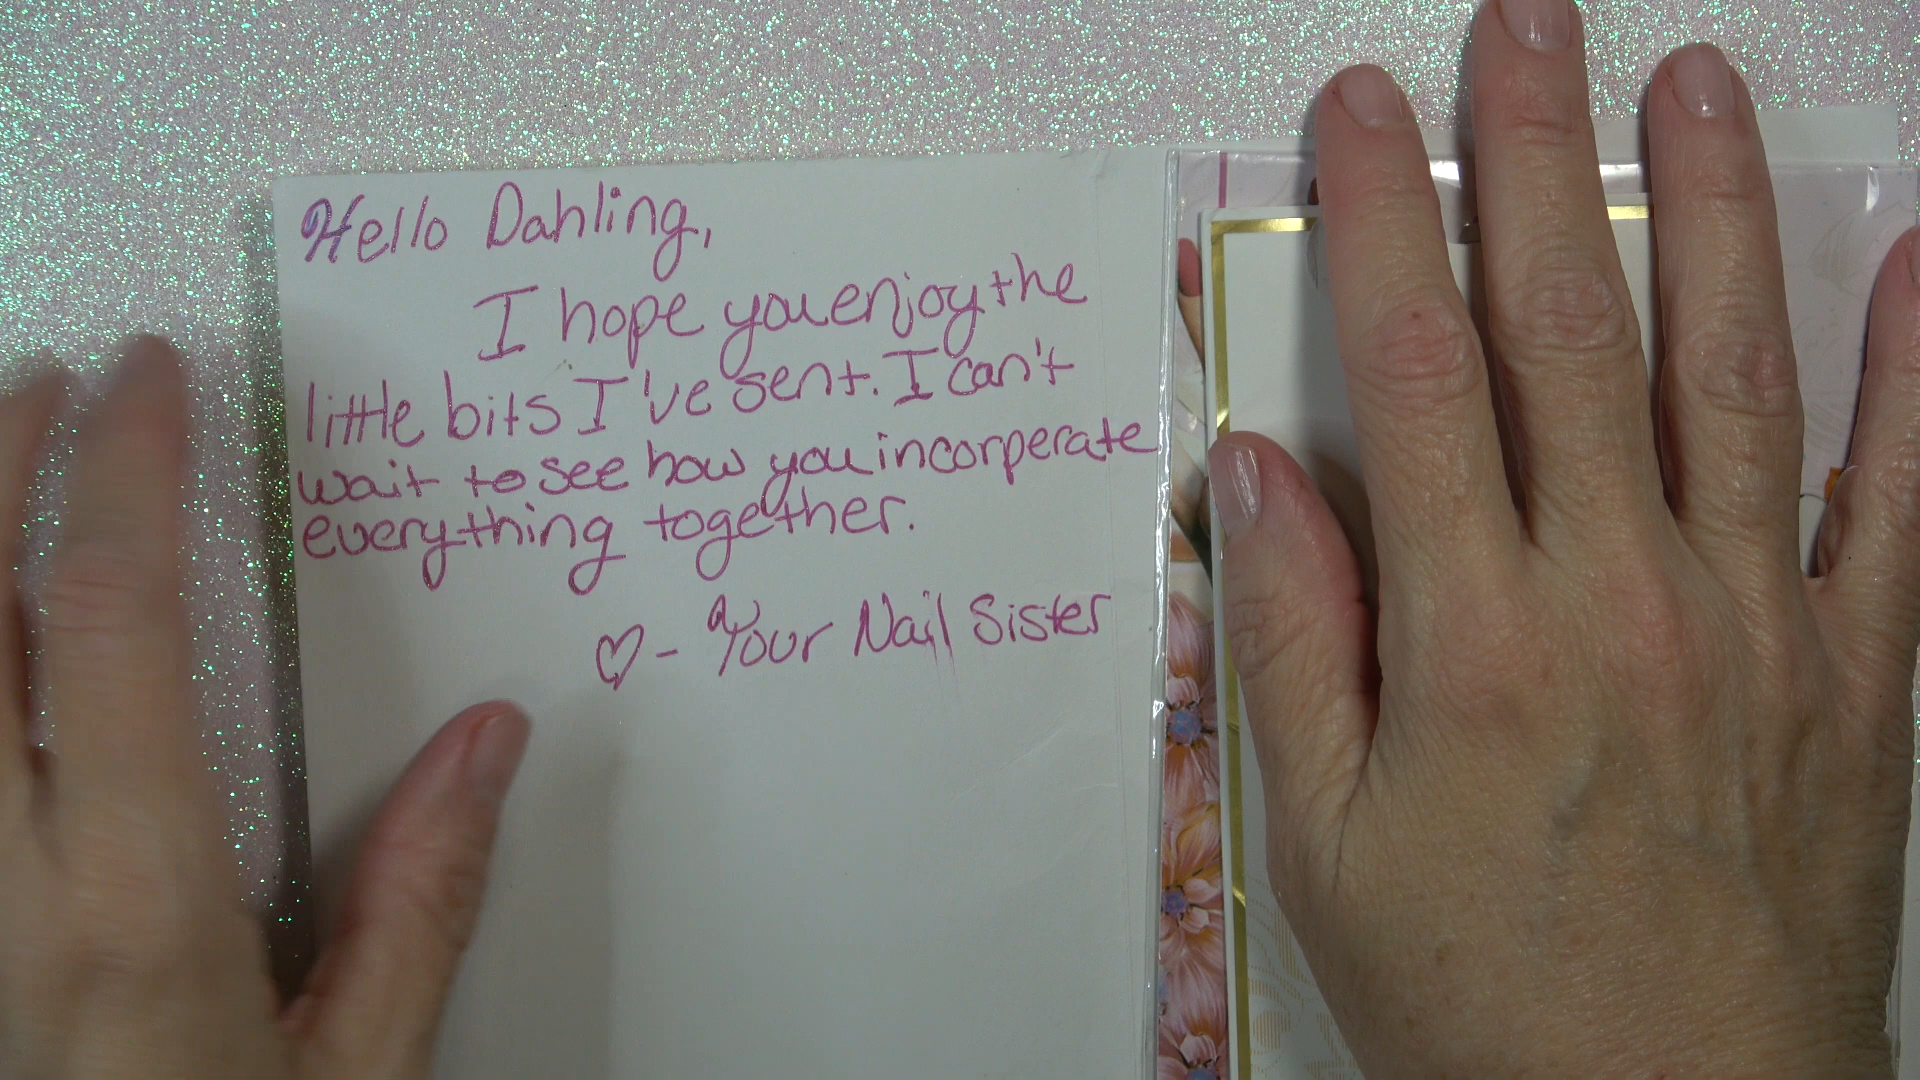 Hello Dahling,
I hope you enjoy the
little bits I've sent. I can't
wait to see how you incorperate
everything together.
♡- Your Nail Sister